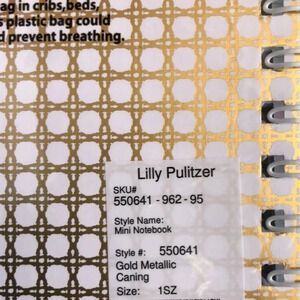 ag in cribs,beds,
s plastic bag could
d prevent breathing.
Lilly Pulitzer
SKU#
550641 - 962 - 95
Style Name:
Mini Notebook
Style #: 550641
Gold Metallic
Caning
Size: 1SZ